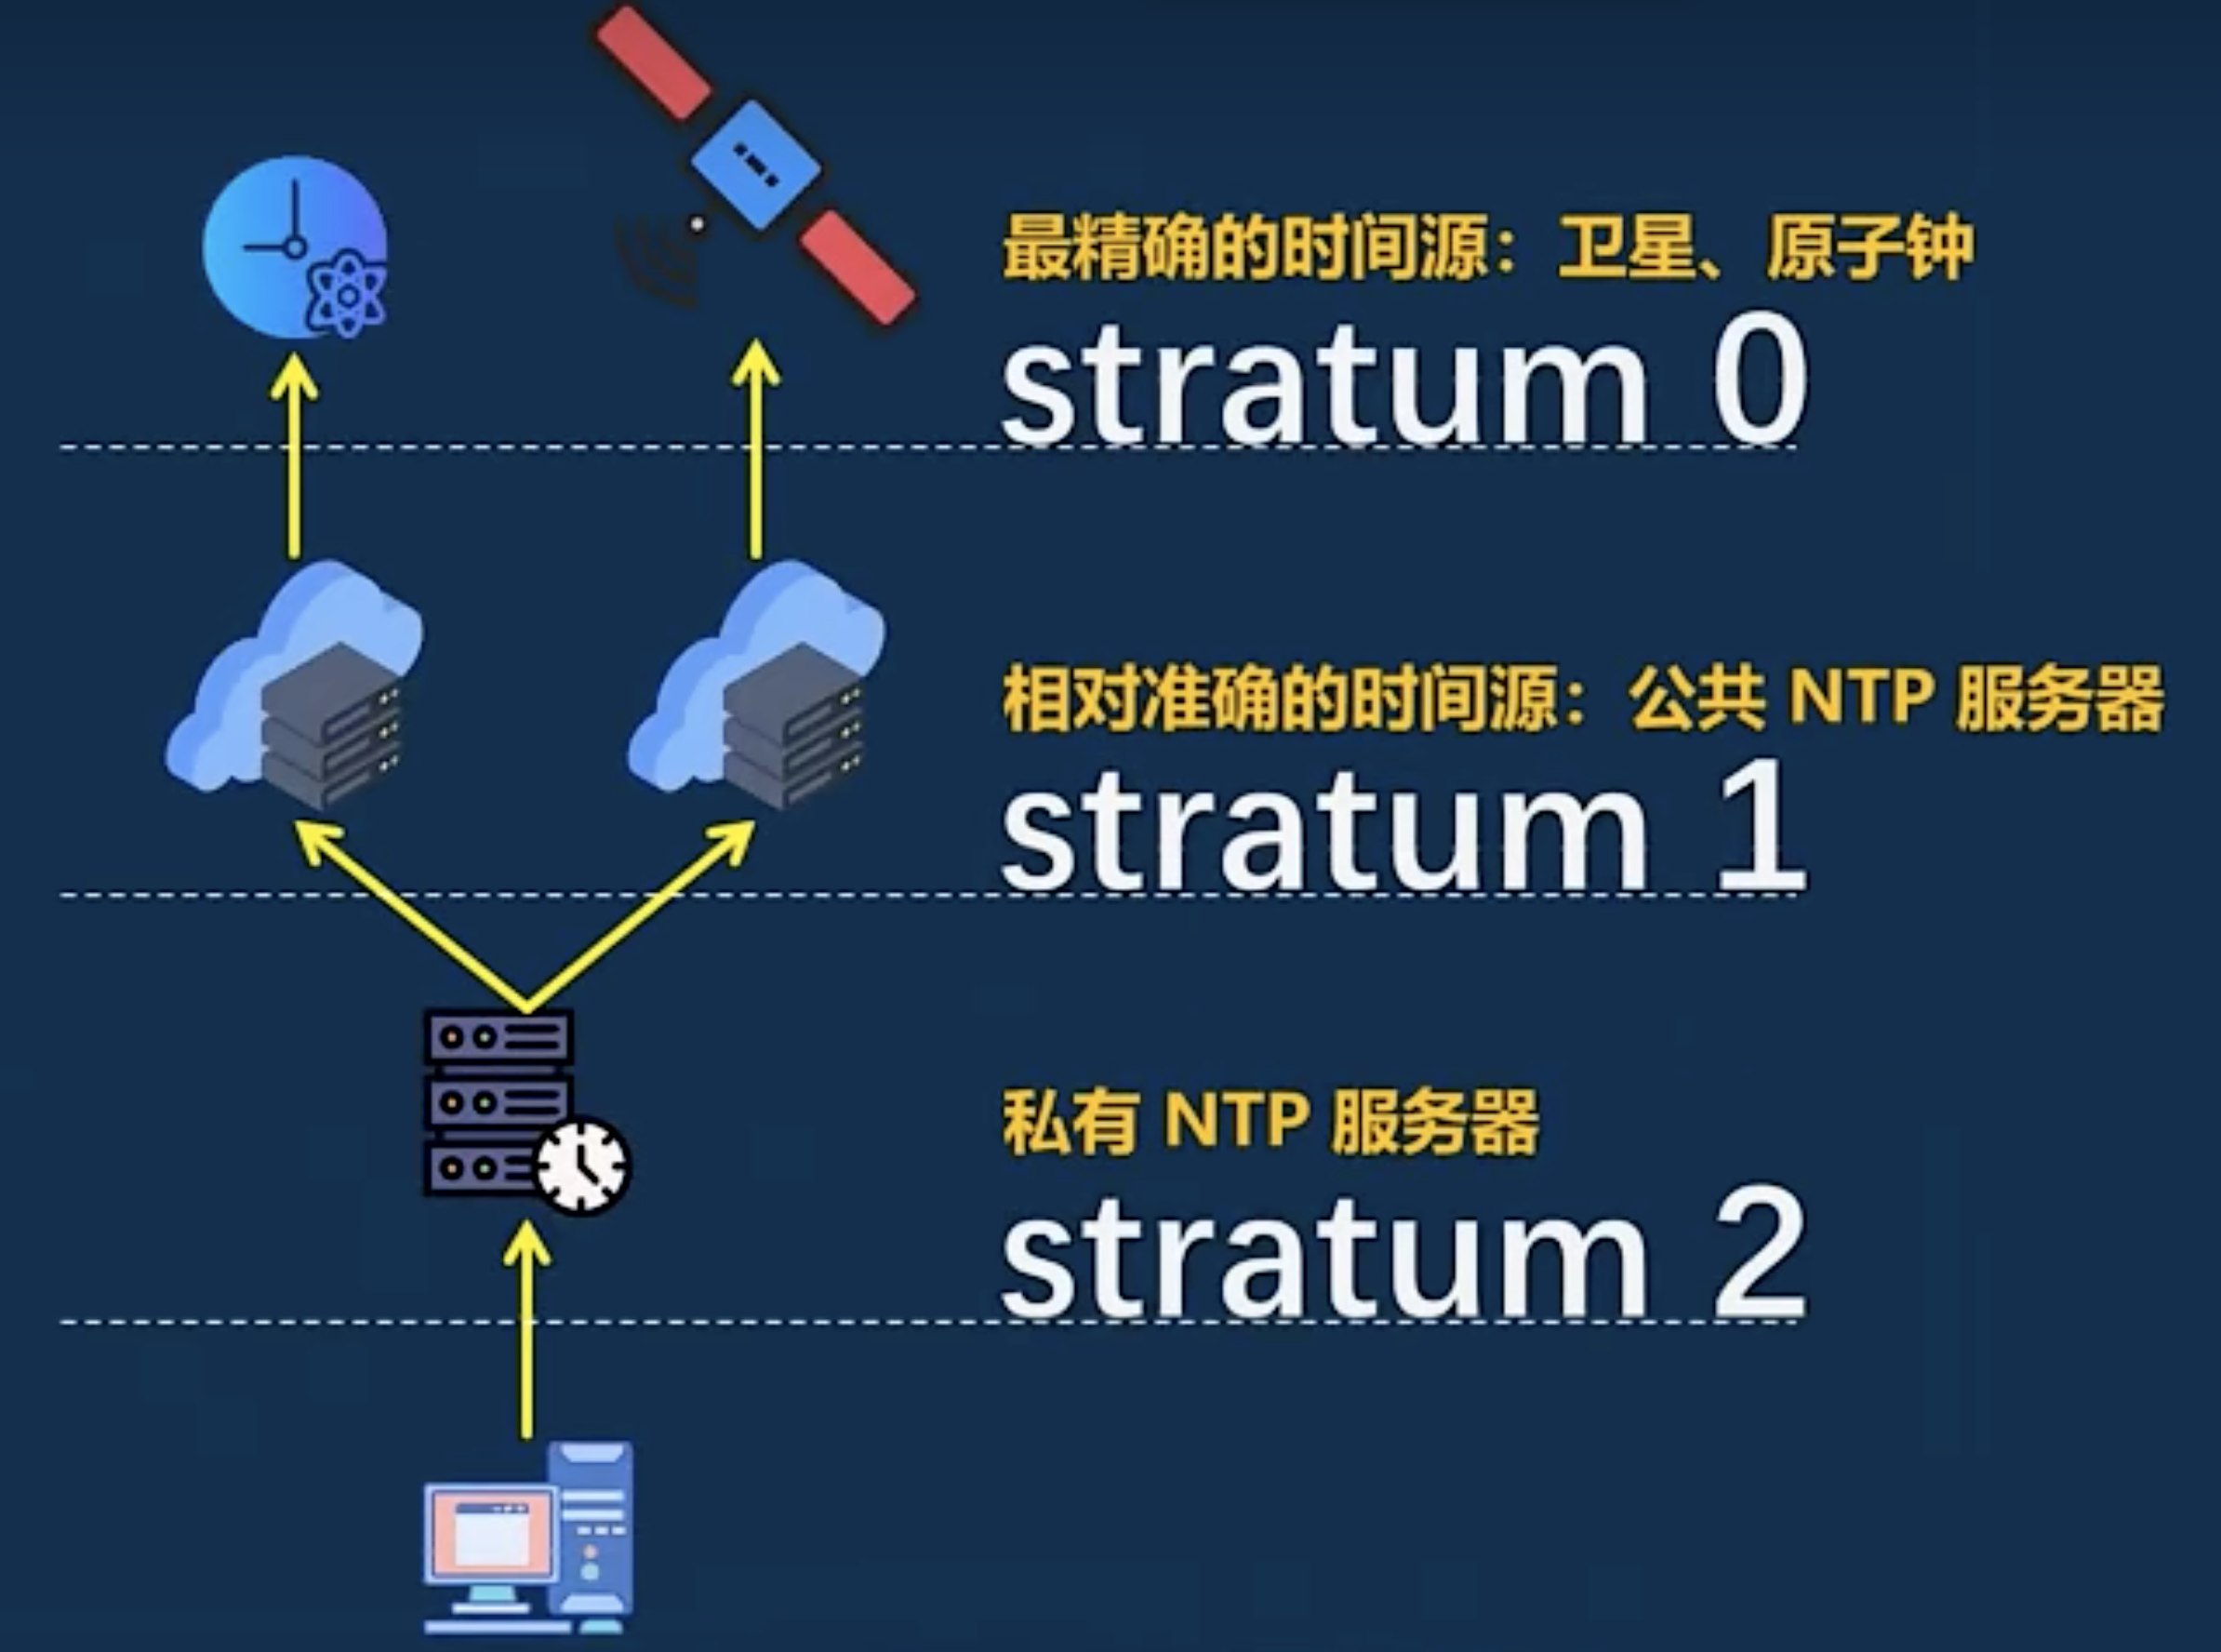 最精确的时间源：卫星、原子钟
stratum 0
相对准确的时间源：公共 NTP 服务器
stratum 1
私有 NTP 服务器
stratum 2